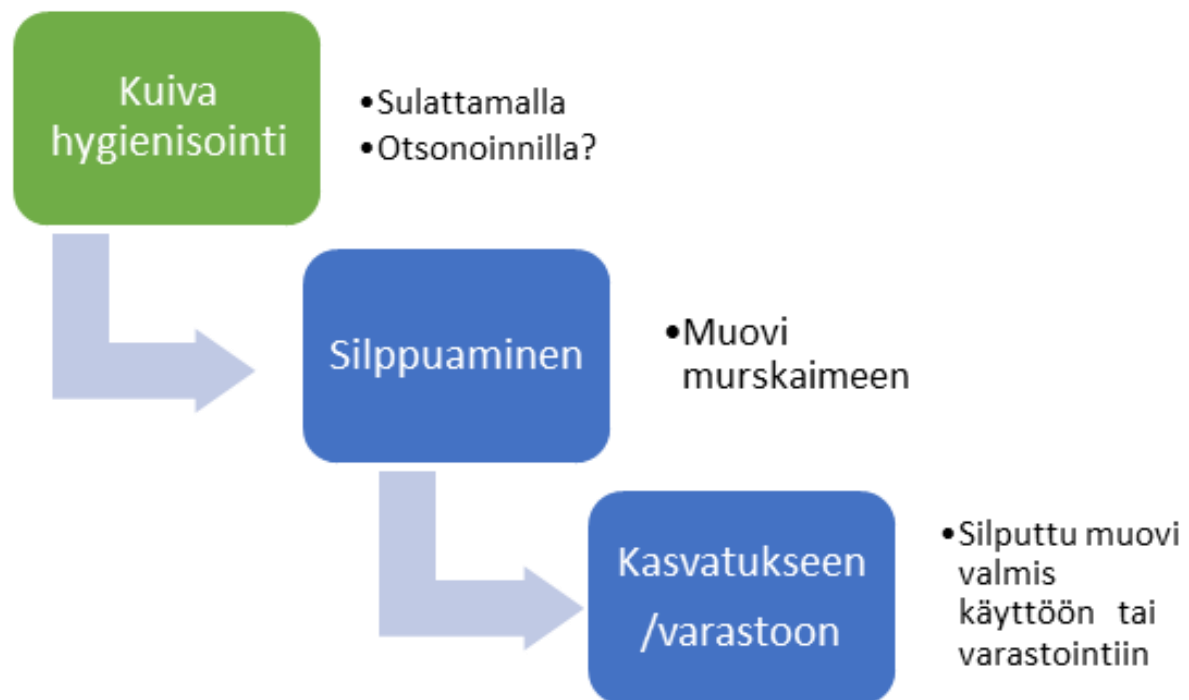 Kuiva
hygienisointi
•Sulattamalla
•Otsonoinnilla?
Silppuaminen
•Muovi
murskaimeen
Kasvatukseen
/varastoon
•Silputtu muovi
valmis
käyttöön tai
varastointiin